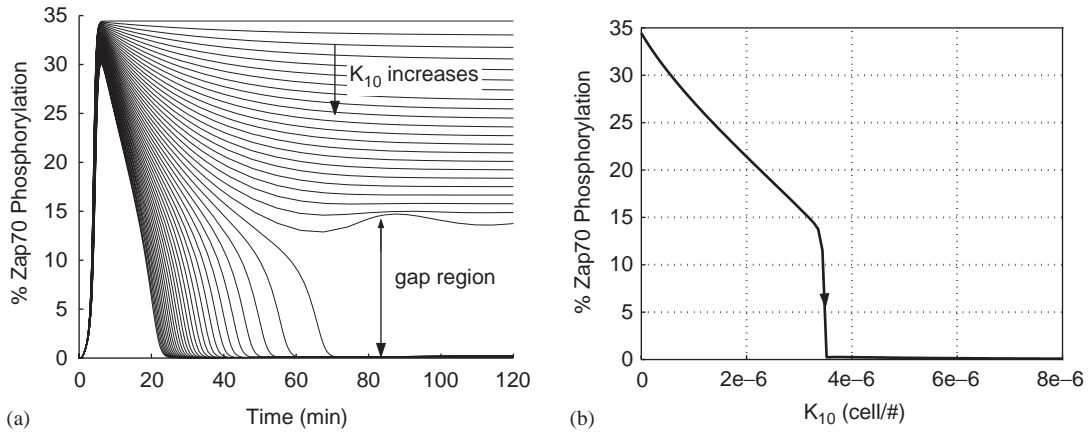 % Zap70 Phosphorylation
35
30
25
20
15
10
5
0
K10 increases
gap region
0
20
40
60
80
100
120
Time (min)
(a)
% Zap70 Phosphorylation
40
35
30
25
20
15
10
5
0
0
2e−6
4e−6
6e−6
8e−6
K10 (cell/#)
(b)